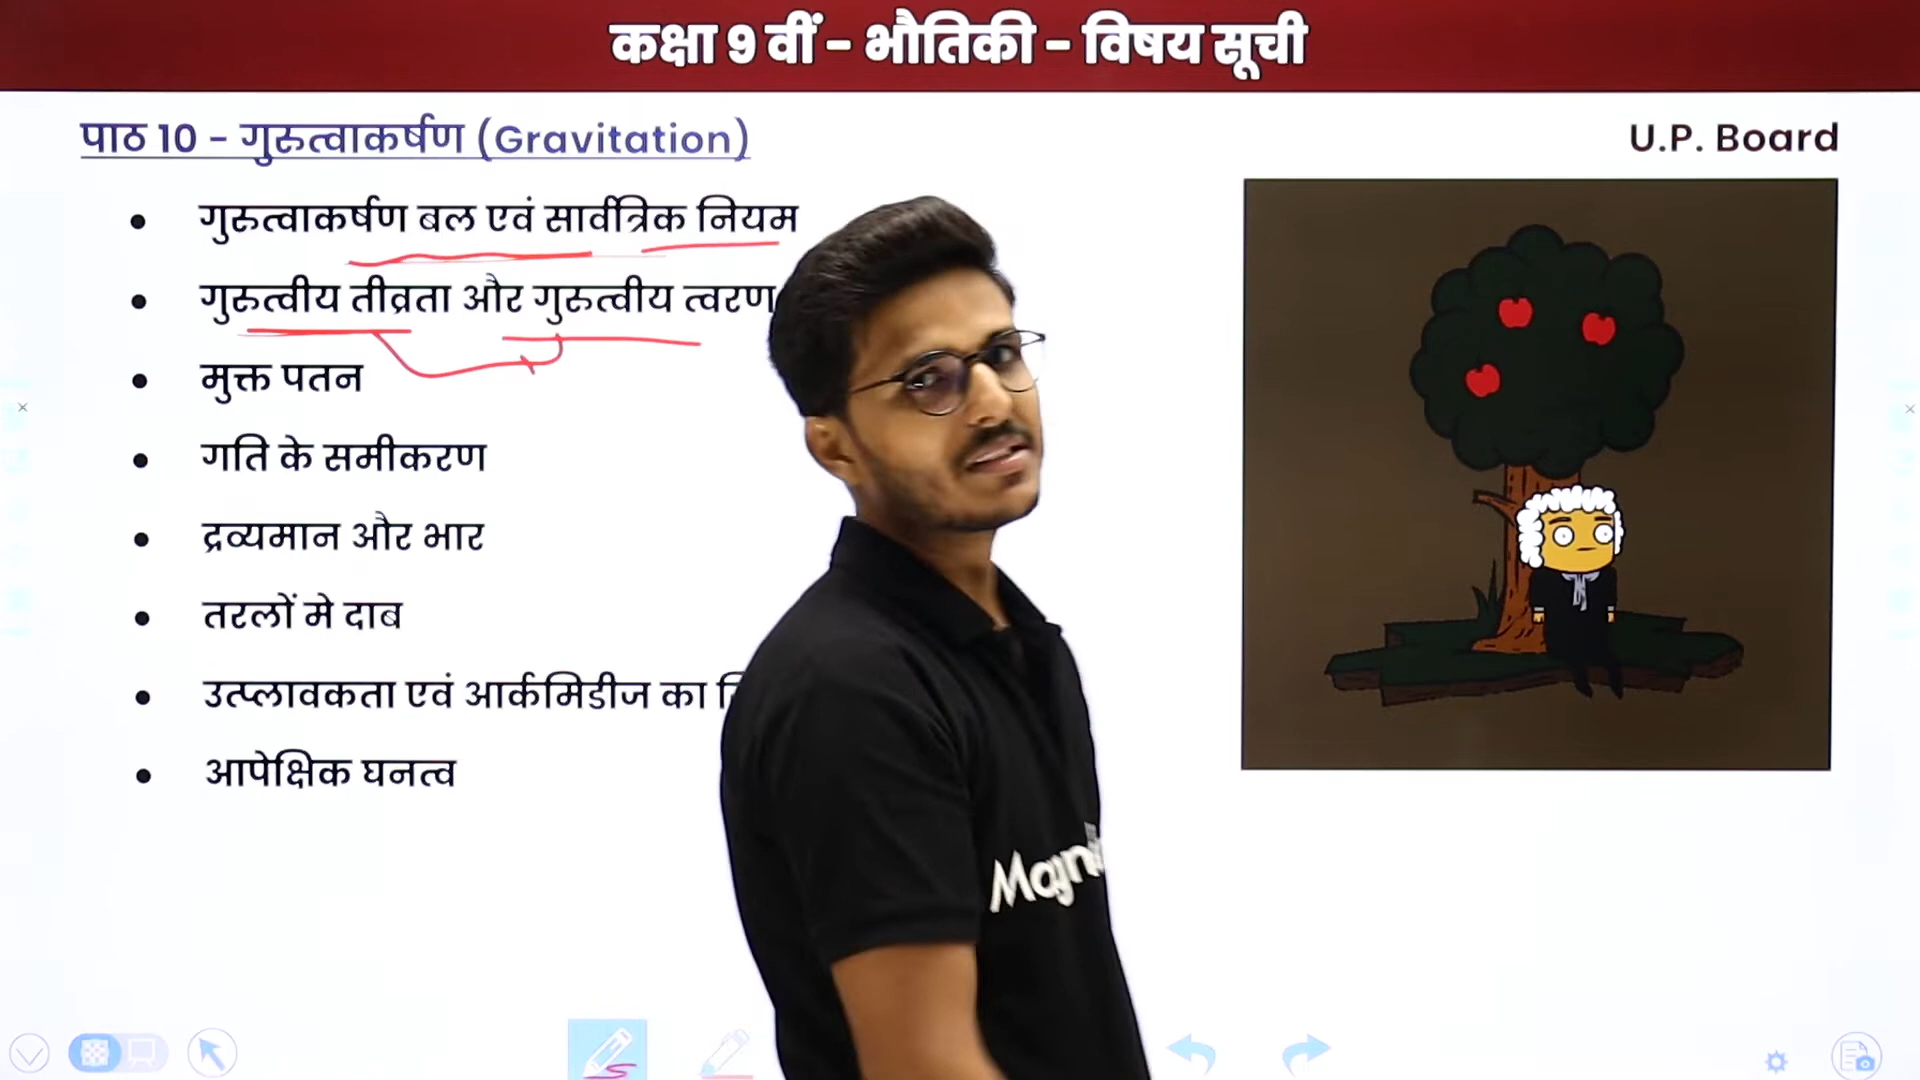 कक्षा 9 वीं - भौतिकी - विषय सूची
पाठ 10 - गुरुत्वाकर्षण (Gravitation)
U.P. Board
• गुरुत्वाकर्षण बल एवं सार्वत्रिक नियम
• गुरुत्वीय तीव्रता और गुरुत्वीय त्वरण
• मुक्त पतन
• गति के समीकरण
• द्रव्यमान और भार
• तरलों मे दाब
• उत्प्लावकता एवं आर्कमिडीज का
• आपेक्षिक घनत्व